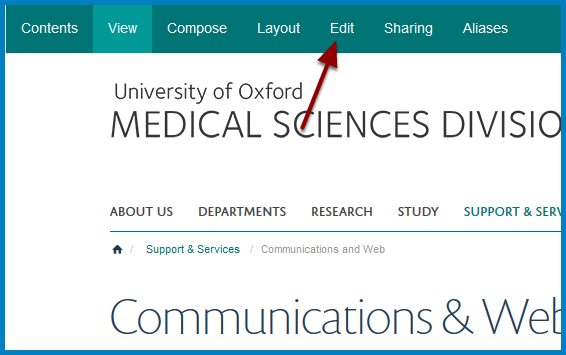 Contents View Compose Layout Edit Sharing Aliases
University of Oxford
MEDICAL SCIENCES DIVISIO
ABOUT US DEPARTMENTS RESEARCH STUDY SUPPORT & SERV
/ Support & Services / Communications and Web
Communications & Web